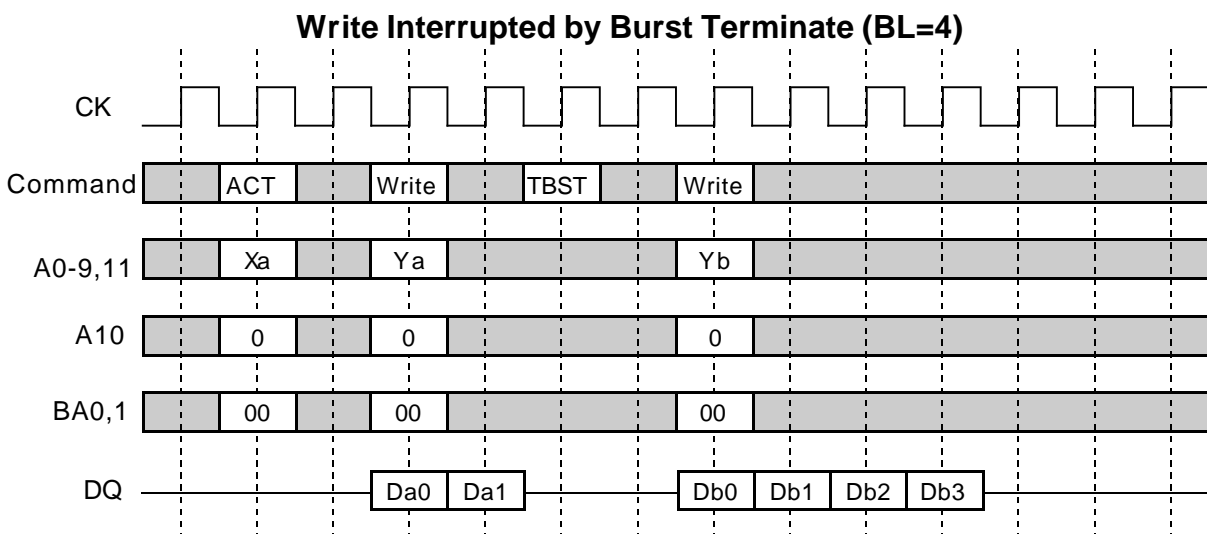 Write Interrupted by Burst Terminate (BL=4)
CK
Command ACT Write TBST Write
A0-9,11 Xa Ya Yb
A10 0 0 0
BA0,1 00 00 00
DQ Da0 Da1 Db0 Db1 Db2 Db3